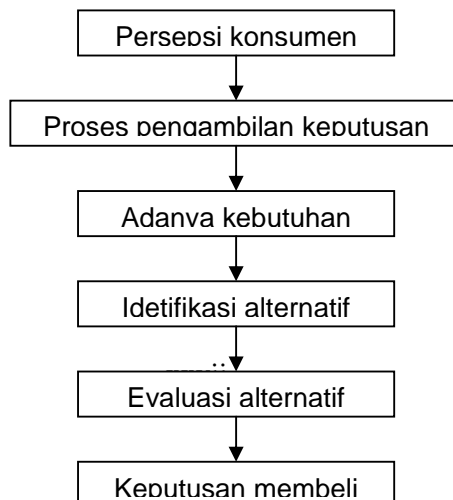 Persepsi konsumen
Proses pengambilan keputusan
Adanya kebutuhan
Idetifikasi alternatif
Evaluasi alternatif
Keputusan membeli